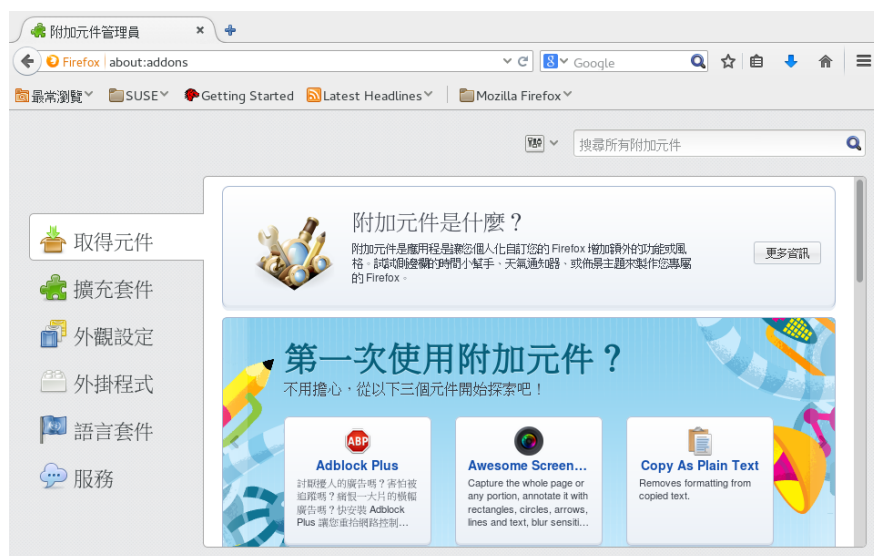 附加元件管理員
Firefox about:addons
Google
最常瀏覽 SUSE Getting Started Latest Headlines Mozilla Firefox
搜尋所有附加元件
取得元件
擴充套件
外觀設定
外掛程式
語言套件
服務
附加元件是什麼？
附加元件是應用程是讓您個人化自訂您的 Firefox 增加額外的功能或風
格。試試側邊欄的時間小幫手、天氣通知器、或佈景主題來製作您專屬
的 Firefox。
更多資訊
第一次使用附加元件？
不用擔心，從以下三個元件開始探索吧！
ABP
Adblock Plus
討厭擾人的廣告嗎？害怕被
追蹤嗎？痛恨一大片的橫幅
廣告嗎？快安裝 Adblock
Plus 讓您重拾網路控制...
Awesome Screen...
Capture the whole page or
any portion, annotate it with
rectangles, circles, arrows,
lines and text, blur sensiti...
Copy As Plain Text
Removes formatting from
copied text.